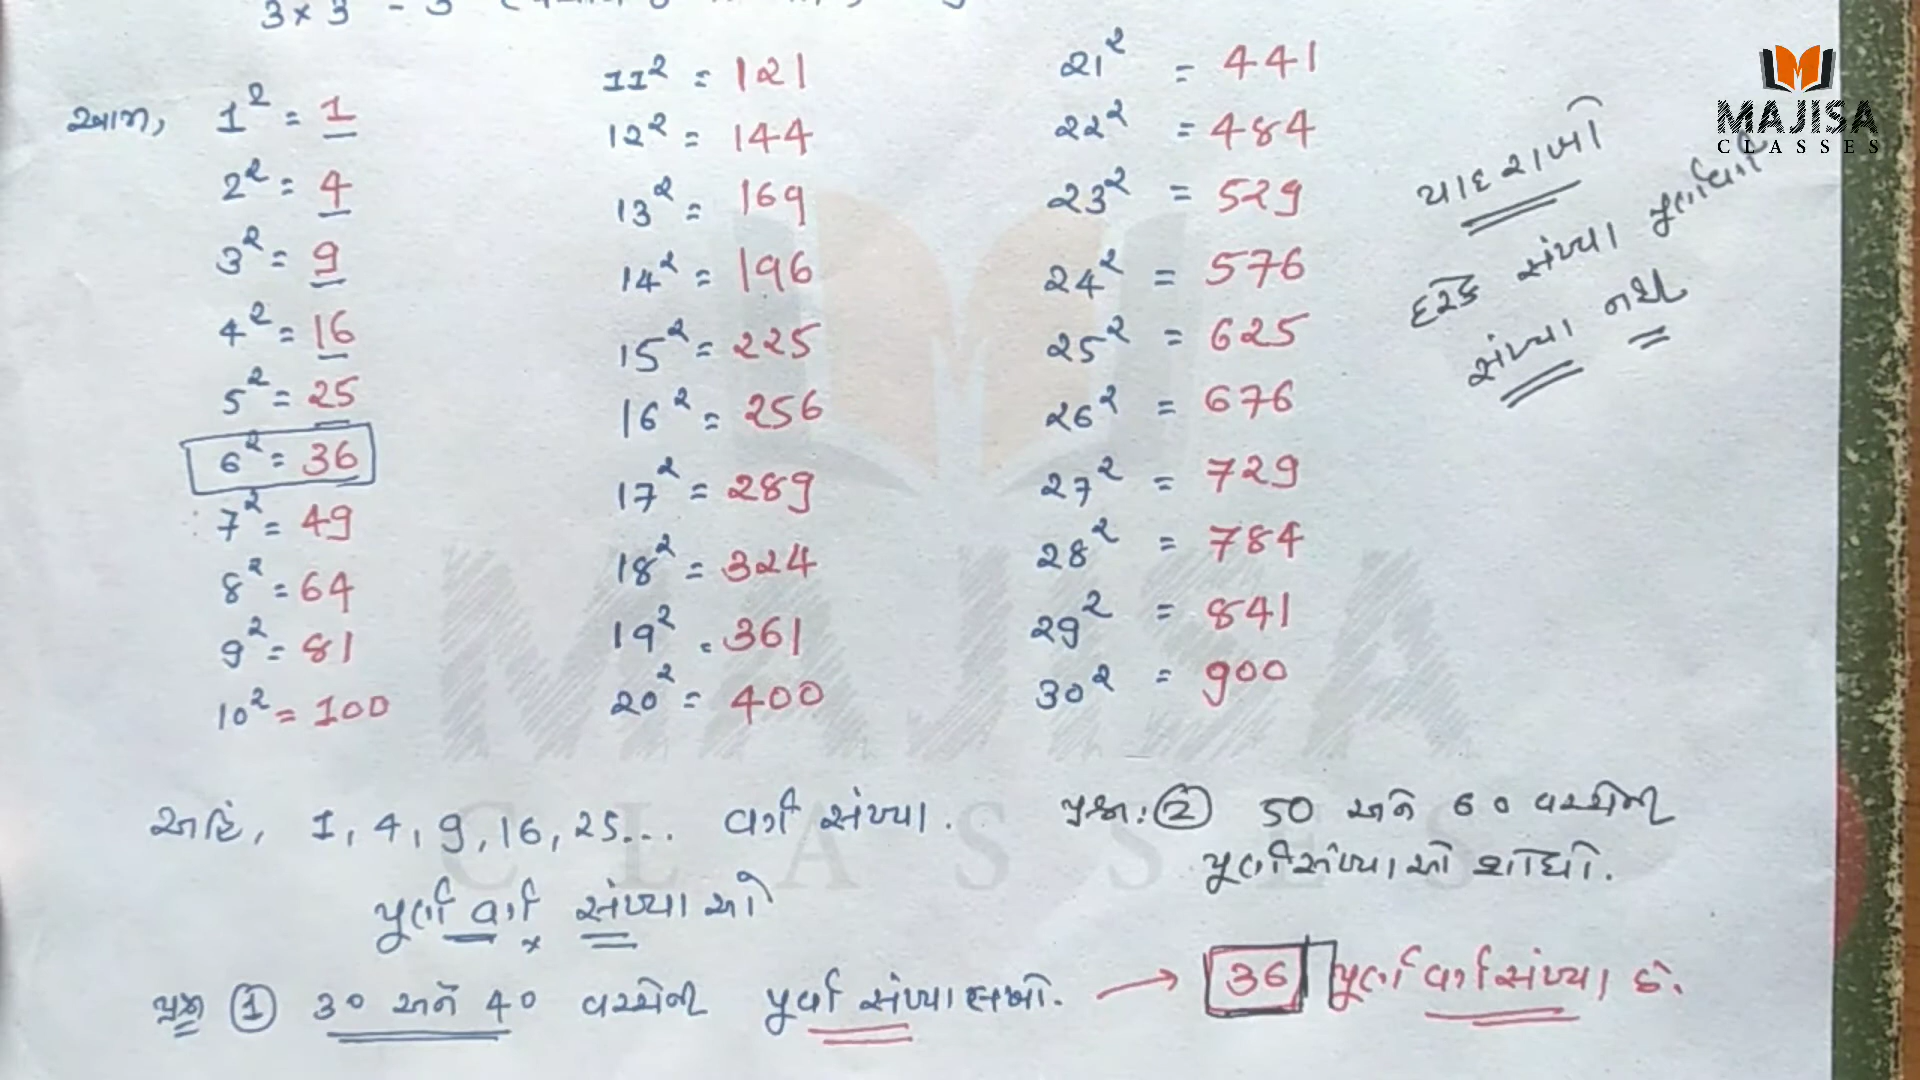 3 × 3 = 3
આમ, 1² = 1
2² = 4
3² = 9
4² = 16
5² = 25
6² = 36
7² = 49
8² = 64
9² = 81
10² = 100
11² = 121
12² = 144
13² = 169
14² = 196
15² = 225
16² = 256
17² = 289
18² = 324
19² = 361
20² = 400
21² = 441
22² = 484
23² = 529
24² = 576
25² = 625
26² = 676
27² = 729
28² = 784
29² = 841
30² = 900
યાદ રાખો
દરેક સંખ્યા પૂર્ણવર્ગ
સંખ્યા નથી
અહિં, 1, 4, 9, 16, 25... વર્ગ સંખ્યા.
પૂર્ણ વર્ગ સંખ્યાઓ
પ્રશ્ન ① 30 અને 40 વચ્ચેની પૂર્વા સંખ્યા લખો. → 36 પૂર્ણ વર્ગ સંખ્યા છે.
પ્રશ્ન: ② 50 અને 60 વચ્ચેની
પૂર્ણ સંખ્યાઓ શોધો.
MAJISA
CLASSES
MAJISA
CLASSES